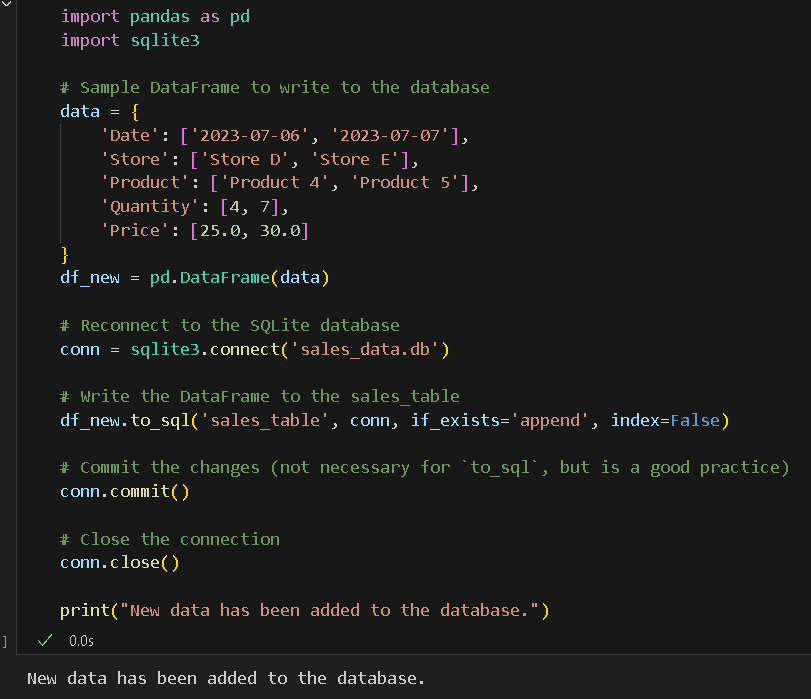 import pandas as pd
import sqlite3
# Sample DataFrame to write to the database
data = {
'Date': ['2023-07-06', '2023-07-07'],
'Store': ['Store D', 'Store E'],
'Product': ['Product 4', 'Product 5'],
'Quantity': [4, 7],
'Price': [25.0, 30.0]
}
df_new = pd.DataFrame(data)
# Reconnect to the SQLite database
conn = sqlite3.connect('sales_data.db')
# Write the DataFrame to the sales_table
df_new.to_sql('sales_table', conn, if_exists='append', index=False)
# Commit the changes (not necessary for `to_sql`, but is a good practice)
conn.commit()
# Close the connection
conn.close()
print("New data has been added to the database.")
] ✓ 0.0s
New data has been added to the database.